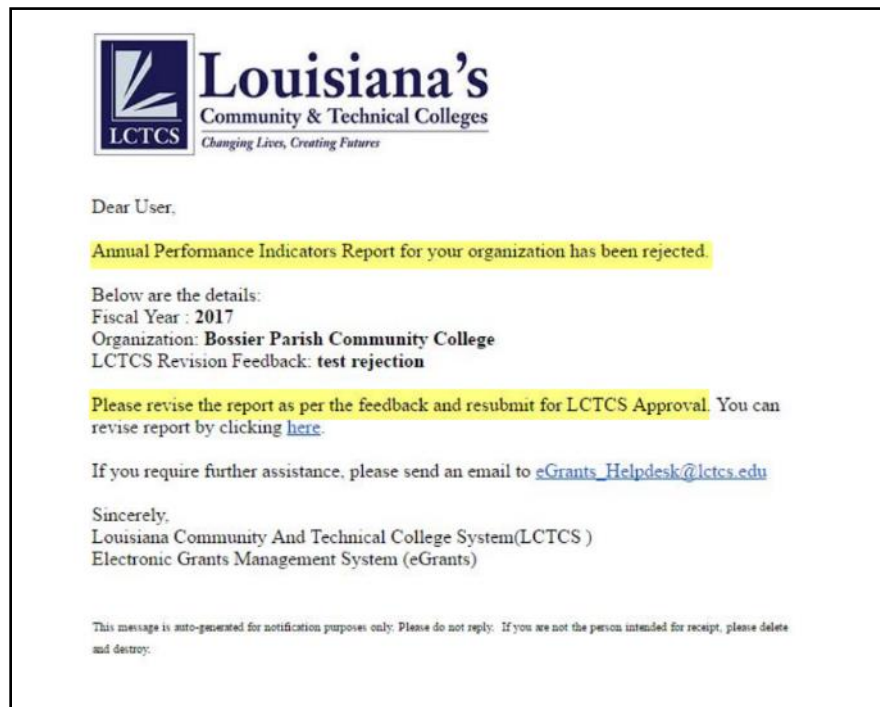 LCTCS
Louisiana's
Community & Technical Colleges
Changing Lives, Creating Futures
Dear User,
Annual Performance Indicators Report for your organization has been rejected.
Below are the details:
Fiscal Year : 2017
Organization: Bossier Parish Community College
LCTCS Revision Feedback: test rejection
Please revise the report as per the feedback and resubmit for LCTCS Approval. You can
revise report by clicking here.
If you require further assistance, please send an email to eGrants_Helpdesk@lctcs.edu
Sincerely,
Louisiana Community And Technical College System(LCTCS )
Electronic Grants Management System (eGrants)
This message is auto-generated for notification purposes only. Please do not reply. If you are not the person intended for receipt, please delete
and destroy.